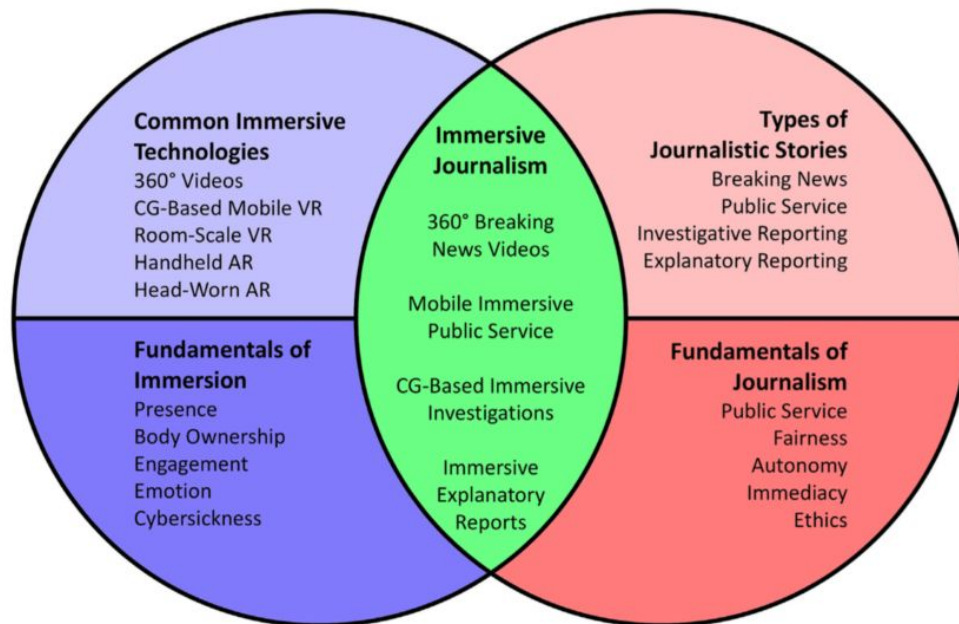 Common Immersive
Technologies
360° Videos
CG-Based Mobile VR
Room-Scale VR
Handheld AR
Head-Worn AR
Fundamentals of
Immersion
Presence
Body Ownership
Engagement
Emotion
Cybersickness
Immersive
Journalism
360° Breaking
News Videos
Mobile Immersive
Public Service
CG-Based Immersive
Investigations
Immersive
Explanatory
Reports
Types of
Journalistic Stories
Breaking News
Public Service
Investigative Reporting
Explanatory Reporting
Fundamentals of
Journalism
Public Service
Fairness
Autonomy
Immediacy
Ethics